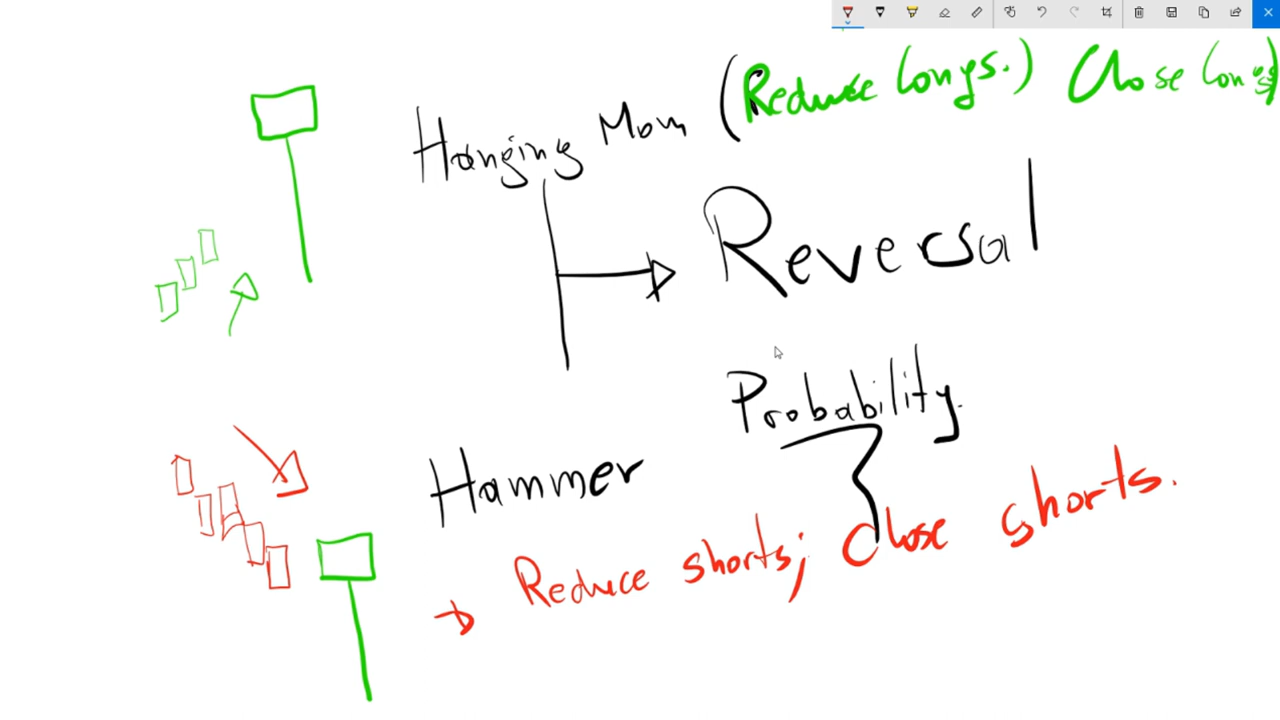 Hanging Man (Reduce longs.) Close longs)
Reversal
Probability.
Hammer
Reduce shorts; Close shorts.